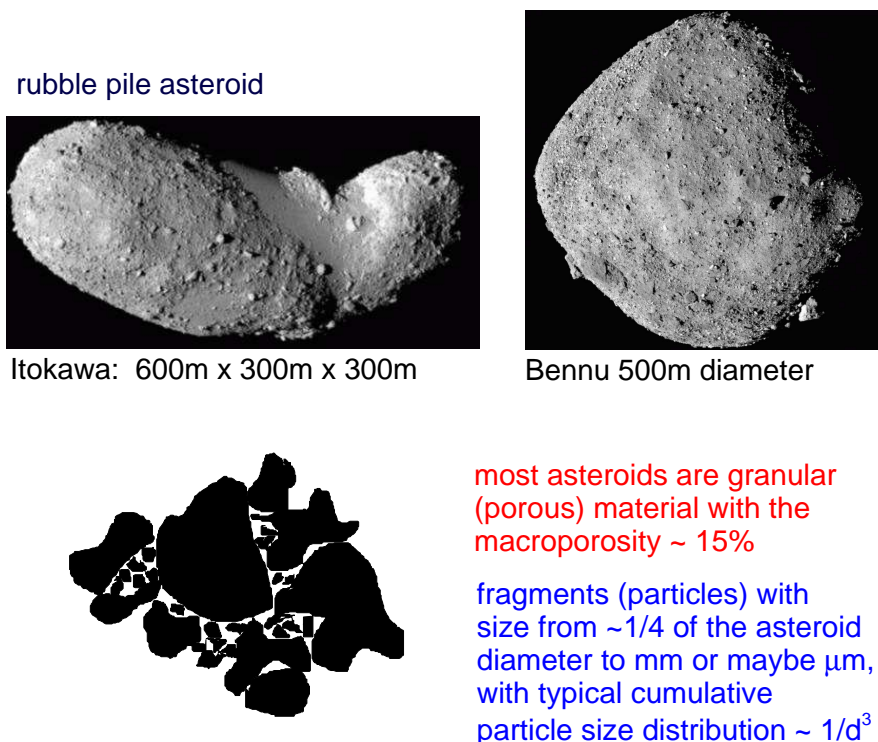 rubble pile asteroid
Itokawa:  600m x 300m x 300m
Bennu 500m diameter
most asteroids are granular
(porous) material with the
macroporosity ~ 15%
fragments (particles) with
size from ~1/4 of the asteroid
diameter to mm or maybe μm,
with typical cumulative
particle size distribution ~ 1/d³